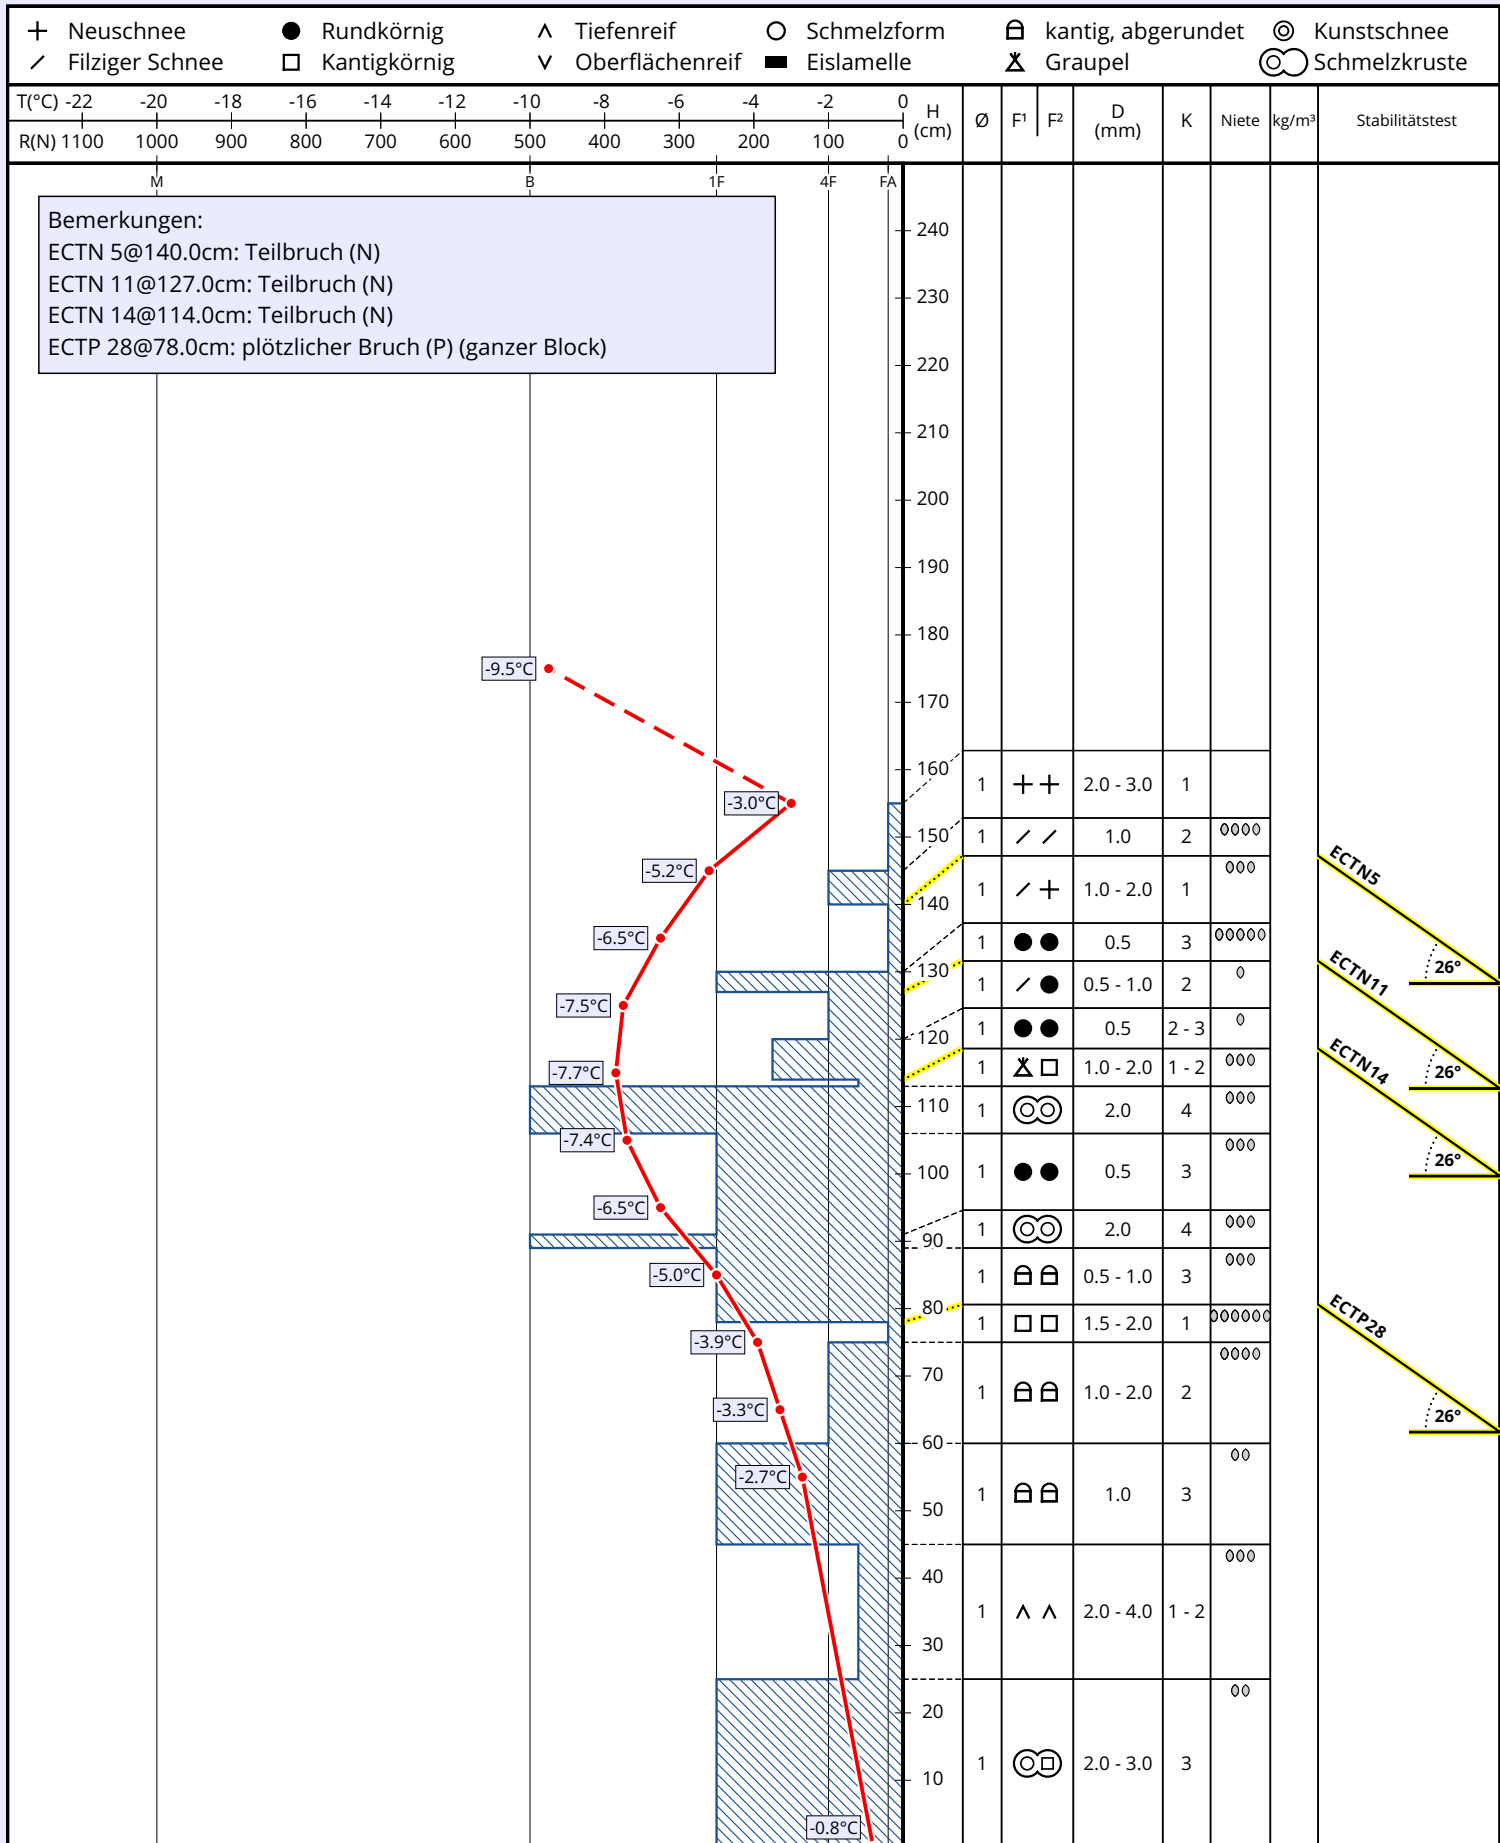 Neuschnee Rundkörnig Tiefenreif Schmelzform kantig, abgerundet Kunstschnee
Filziger Schnee Kantigkörnig Oberflächenreif Eislamelle Graupel Schmelzkruste
T(°C) -22 -20 -18 -16 -14 -12 -10 -8 -6 -4 -2 0
R(N) 1100 1000 900 800 700 600 500 400 300 200 100 0
H (cm) Ø F¹ F² D (mm) K Niete kg/m³ Stabilitätstest
M B 1F 4F FA
Bemerkungen:
ECTN 5@140.0cm: Teilbruch (N)
ECTN 11@127.0cm: Teilbruch (N)
ECTN 14@114.0cm: Teilbruch (N)
ECTP 28@78.0cm: plötzlicher Bruch (P) (ganzer Block)
240
230
220
210
200
190
180
-9.5°C
170
160
1 2.0 - 3.0 1
-3.0°C
150
1 1.0 2
ECTN5
-5.2°C
1 1.0 - 2.0 1
140
-6.5°C
1 0.5 3
130
26°
ECTN11
1 0.5 - 1.0 2
-7.5°C
1 0.5 2 - 3
120
1 1.0 - 2.0 1 - 2
26°
ECTN14
-7.7°C
110
1 2.0 4
-7.4°C
26°
100
1 0.5 3
-6.5°C
1 2.0 4
90
-5.0°C
1 0.5 - 1.0 3
80
1 1.5 - 2.0 1
ECTP28
-3.9°C
70
1 1.0 - 2.0 2
-3.3°C
26°
60
-2.7°C
1 1.0 3
50
40
1 2.0 - 4.0 1 - 2
30
20
1 2.0 - 3.0 3
10
-0.8°C